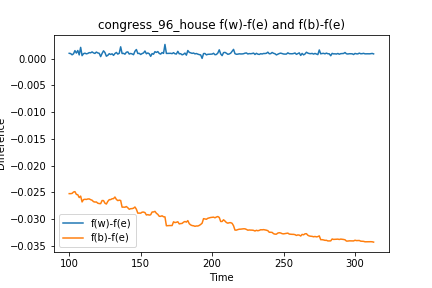 congress_96_house f(w)-f(e) and f(b)-f(e)
0.000
−0.005
−0.010
−0.015
−0.020
−0.025
−0.030
−0.035
Difference
f(w)-f(e)
f(b)-f(e)
100
150
200
250
300
Time